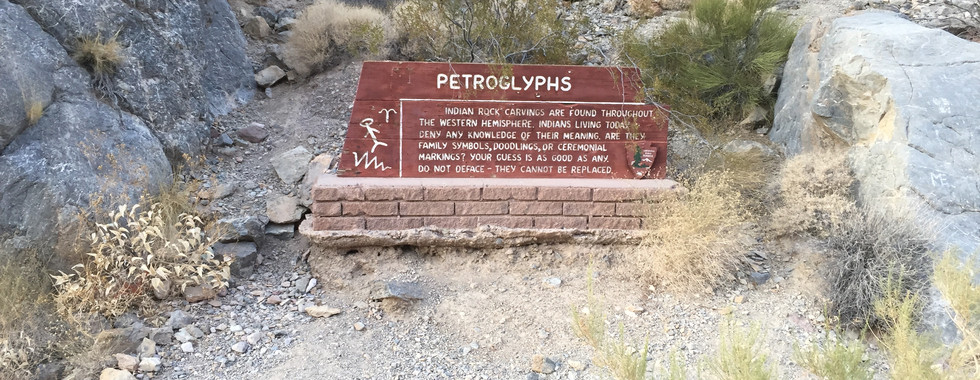 PETROGLYPHS
INDIAN ROCK CARVINGS ARE FOUND THROUGHOUT
THE WESTERN HEMISPHERE. INDIANS LIVING TODAY
DENY ANY KNOWLEDGE OF THEIR MEANING. ARE THEY
FAMILY SYMBOLS, DOODLINGS, OR CEREMONIAL
MARKINGS? YOUR GUESS IS AS GOOD AS ANY.
DO NOT DEFACE - THEY CANNOT BE REPLACED.